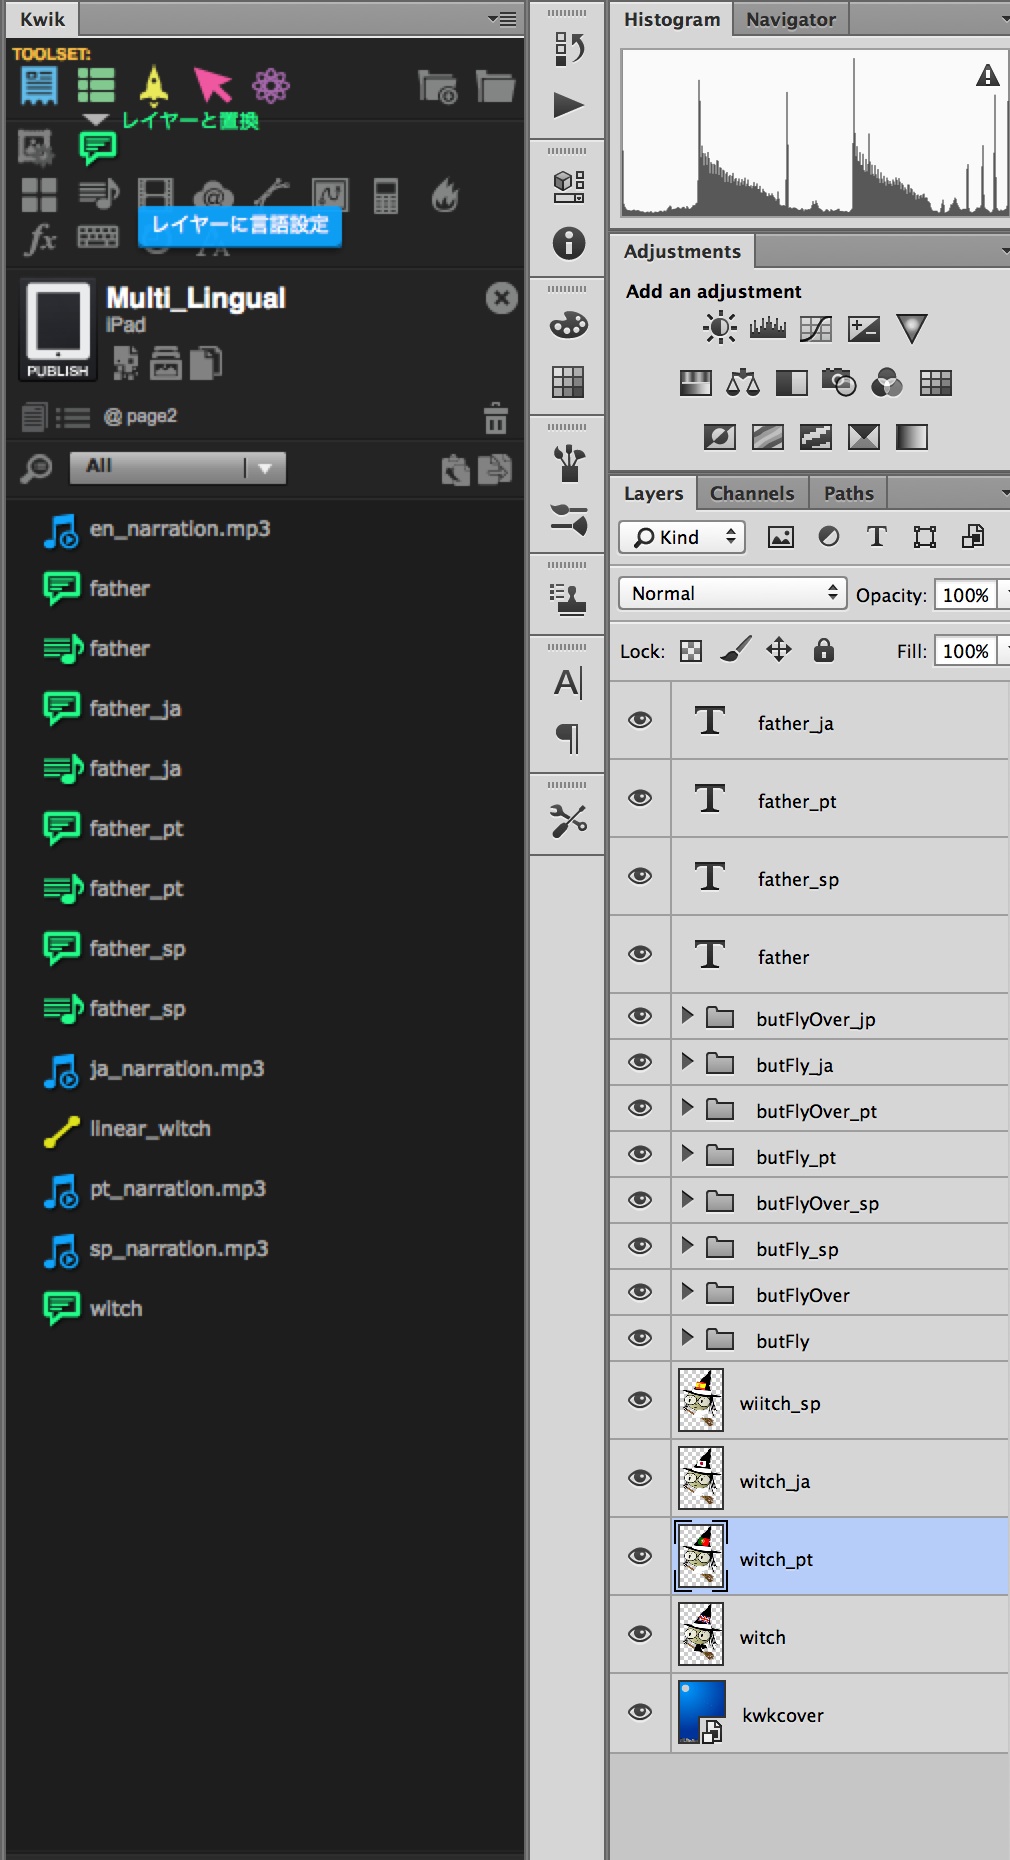 Kwik
TOOLSET:
レイヤーと置換
レイヤーに言語設定
fx
Multi_Lingual
iPad
PUBLISH
@ page2
All
en_narration.mp3
father
father
father_ja
father_ja
father_pt
father_pt
father_sp
father_sp
ja_narration.mp3
linear_witch
pt_narration.mp3
sp_narration.mp3
witch
Histogram Navigator
Adjustments
Add an adjustment
Layers Channels Paths
Kind
Normal Opacity: 100%
Lock: Fill: 100%
father_ja
father_pt
father_sp
father
butFlyOver_jp
butFly_ja
butFlyOver_pt
butFly_pt
butFlyOver_sp
butFly_sp
butFlyOver
butFly
wiitch_sp
witch_ja
witch_pt
witch
kwkcover